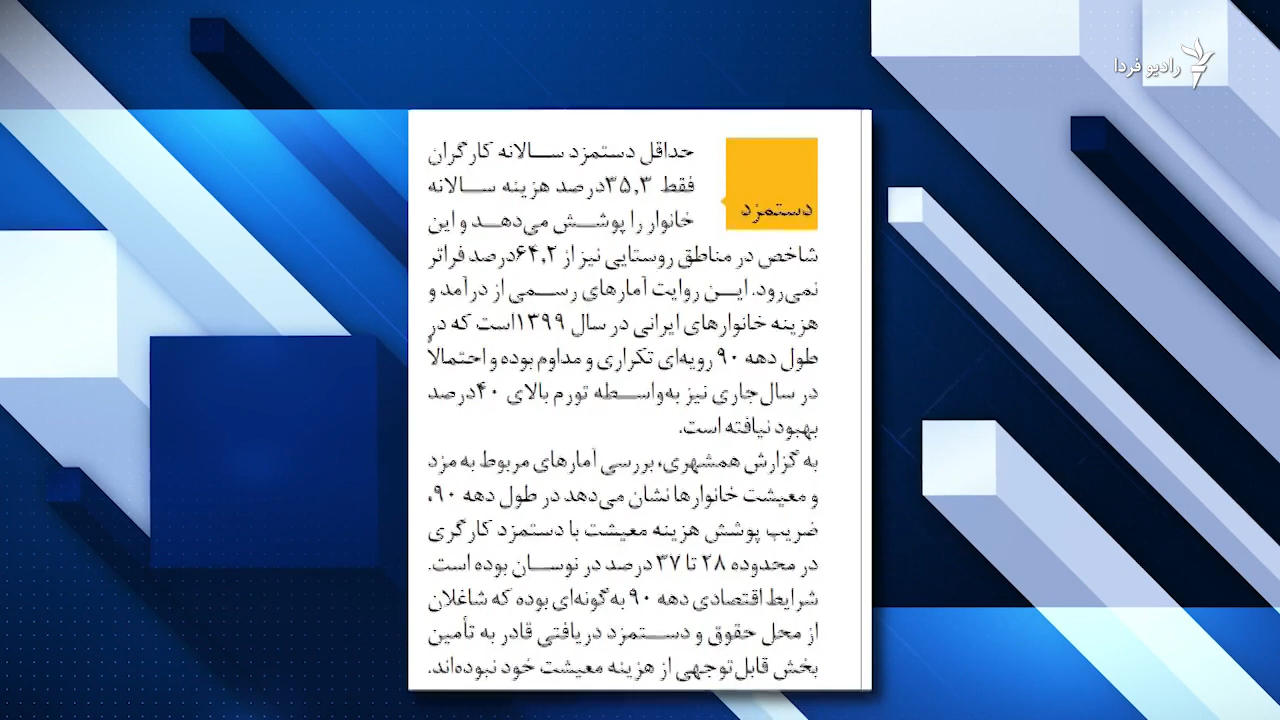 رادیو فردا
دستمزد
حداقل دستمزد سالانه کارگران
فقط ۳۵٫۳درصد هزینه سالانه
خانوار را پوشش می‌دهد و این
شاخص در مناطق روستایی نیز از ۶۴٫۲درصد فراتر
نمی‌رود. این روایت آمارهای رسمی از درآمد و
هزینه خانوارهای ایرانی در سال ۱۳۹۹است که در
طول دهه ۹۰ رویه‌ای تکراری و مداوم بوده و احتمالاً
در سال‌جاری نیز به‌واسطه تورم بالای ۴۰درصد
بهبود نیافته است.
به گزارش همشهری، بررسی آمارهای مربوط به مزد
و معیشت خانوارها نشان می‌دهد در طول دهه ۹۰،
ضریب پوشش هزینه معیشت با دستمزد کارگری
در محدوده ۲۸ تا ۳۷ درصد در نوسان بوده است.
شرایط اقتصادی دهه ۹۰ به‌گونه‌ای بوده که شاغلان
از محل حقوق و دستمزد دریافتی قادر به تأمین
بخش قابل‌توجهی از هزینه معیشت خود نبوده‌اند.